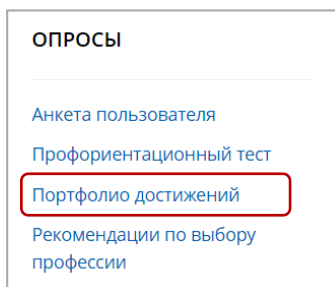 ОПРОСЫ
Анкета пользователя
Профориентационный тест
Портфолио достижений
Рекомендации по выбору
профессии